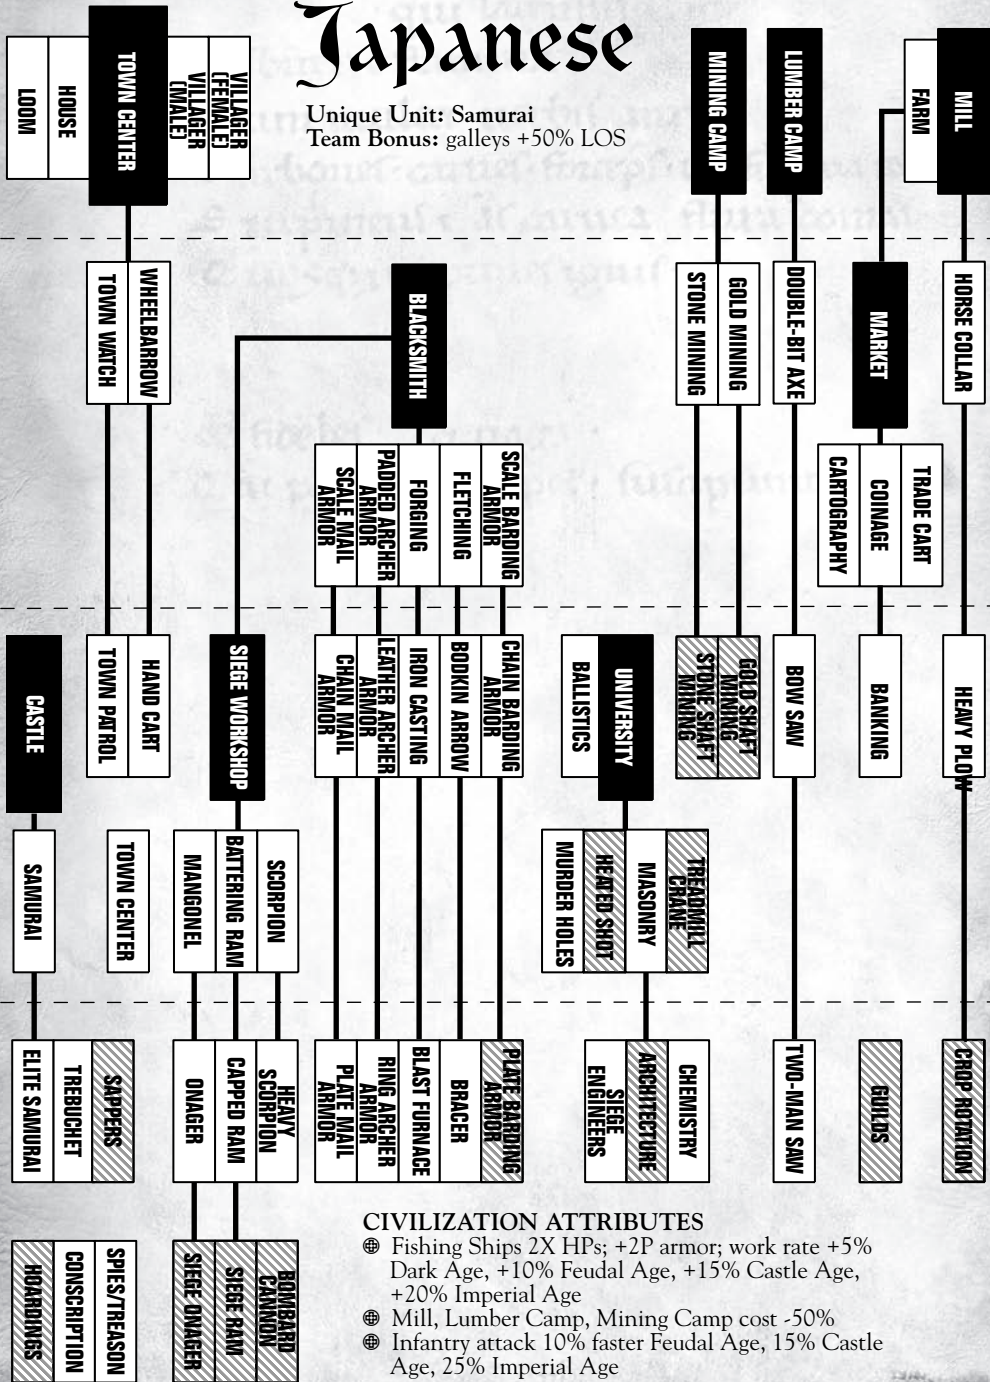 Japanese
Unique Unit: Samurai
Team Bonus: galleys +50% LOS
LOOM
HOUSE
TOWN CENTER
VILLAGER
(MALE)
VILLAGER
(FEMALE)
MINING CAMP
LUMBER CAMP
FARM
MILL
TOWN WATCH
WHEELBARROW
BLACKSMITH
STONE MINING
GOLD MINING
DOUBLE-BIT AXE
MARKET
HORSE COLLAR
SCALE MAIL
ARMOR
PADDED ARCHER
ARMOR
FORGING
FLETCHING
SCALE BARDING
ARMOR
CARTOGRAPHY
COINAGE
TRADE CART
CASTLE
TOWN PATROL
HAND CART
SIEGE WORKSHOP
CHAIN MAIL
ARMOR
LEATHER ARCHER
ARMOR
IRON CASTING
BODKIN ARROW
CHAIN BARDING
ARMOR
BALLISTICS
UNIVERSITY
STONE SHAFT
MINING
GOLD SHAFT
MINING
BOW SAW
BANKING
HEAVY PLOW
SAMURAI
TOWN CENTER
MANGONEL
BATTERING RAM
SCORPION
MURDER HOLES
HEATED SHOT
MASONRY
TREADMILL
CRANE
ELITE SAMURAI
TREBUCHET
SAPPERS
ONAGER
CAPPED RAM
HEAVY
SCORPION
PLATE MAIL
ARMOR
RING ARCHER
ARMOR
BLAST FURNACE
BRACER
PLATE BARDING
ARMOR
SIEGE
ENGINEERS
ARCHITECTURE
CHEMISTRY
TWO-MAN SAW
GUILDS
CROP ROTATION
HOARDINGS
CONSCRIPTION
SPIES/TREASON
SIEGE ONAGER
SIEGE RAM
BOMBARD
CANNON
CIVILIZATION ATTRIBUTES
Fishing Ships 2X HPs; +2P armor; work rate +5%
Dark Age, +10% Feudal Age, +15% Castle Age,
+20% Imperial Age
Mill, Lumber Camp, Mining Camp cost -50%
Infantry attack 10% faster Feudal Age, 15% Castle
Age, 25% Imperial Age